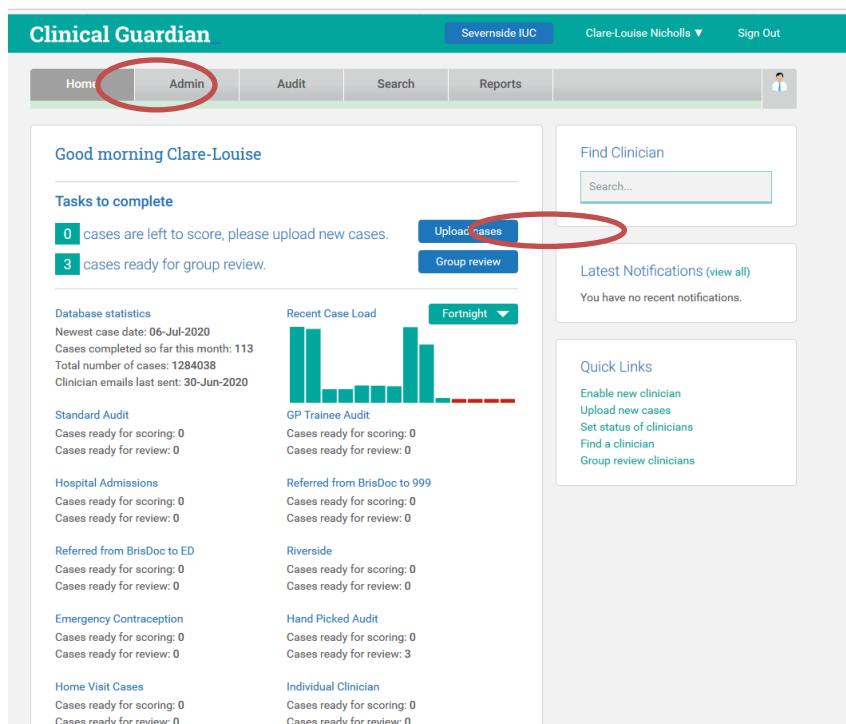 Clinical Guardian_
Severnside IUC
Clare-Louise Nicholls ▼
Sign Out
Home
Admin
Audit
Search
Reports
Good morning Clare-Louise
Tasks to complete
0 cases are left to score, please upload new cases.
Upload cases
3 cases ready for group review.
Group review
Database statistics
Newest case date: 06-Jul-2020
Cases completed so far this month: 113
Total number of cases: 1284038
Clinician emails last sent: 30-Jun-2020
Recent Case Load
Fortnight
Standard Audit
Cases ready for scoring: 0
Cases ready for review: 0
GP Trainee Audit
Cases ready for scoring: 0
Cases ready for review: 0
Hospital Admissions
Cases ready for scoring: 0
Cases ready for review: 0
Referred from BrisDoc to 999
Cases ready for scoring: 0
Cases ready for review: 0
Referred from BrisDoc to ED
Cases ready for scoring: 0
Cases ready for review: 0
Riverside
Cases ready for scoring: 0
Cases ready for review: 0
Emergency Contraception
Cases ready for scoring: 0
Cases ready for review: 0
Hand Picked Audit
Cases ready for scoring: 0
Cases ready for review: 3
Home Visit Cases
Cases ready for scoring: 0
Cases ready for review: 0
Individual Clinician
Cases ready for scoring: 0
Cases ready for review: 0
Find Clinician
Search...
Latest Notifications (view all)
You have no recent notifications.
Quick Links
Enable new clinician
Upload new cases
Set status of clinicians
Find a clinician
Group review clinicians